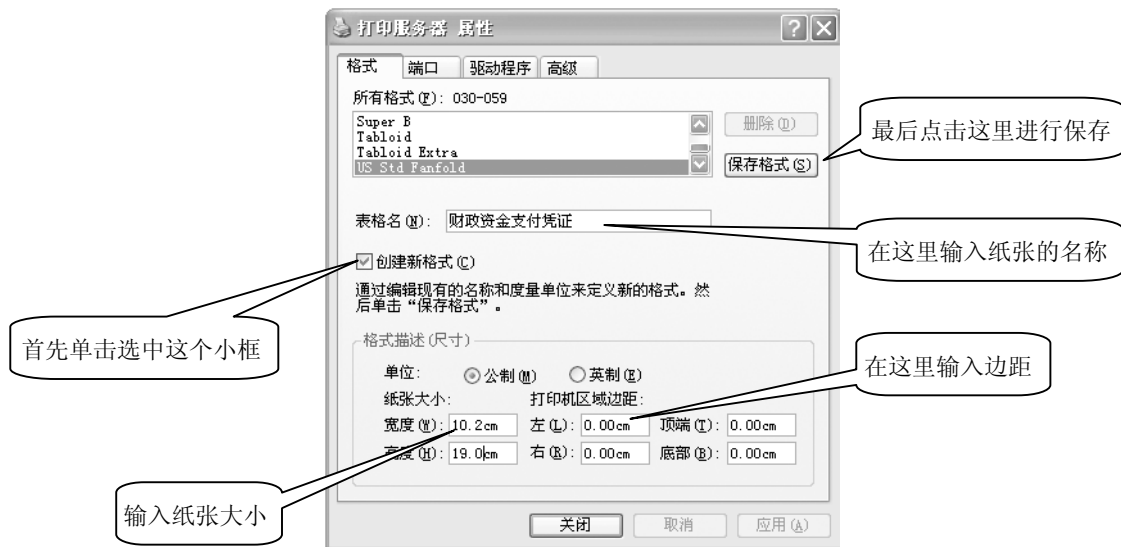 打印服务器 属性
格式 端口 驱动程序 高级
所有格式(F): 030-059
Super B
Tabloid
Tabloid Extra
US Std Fanfold
删除(D)
保存格式(S)
最后点击这里进行保存
表格名(N): 财政资金支付凭证
在这里输入纸张的名称
创建新格式(C)
通过编辑现有的名称和度量单位来定义新的格式。然
后单击“保存格式”。
首先单击选中这个小框
格式描述(尺寸)
在这里输入边距
单位: 公制(M) 英制(E)
纸张大小: 打印机区域边距:
宽度(W): 10.2cm 左(L): 0.00cm 顶端(T): 0.00cm
高度(H): 19.0cm 右(R): 0.00cm 底部(B): 0.00cm
输入纸张大小
关闭 取消 应用(A)